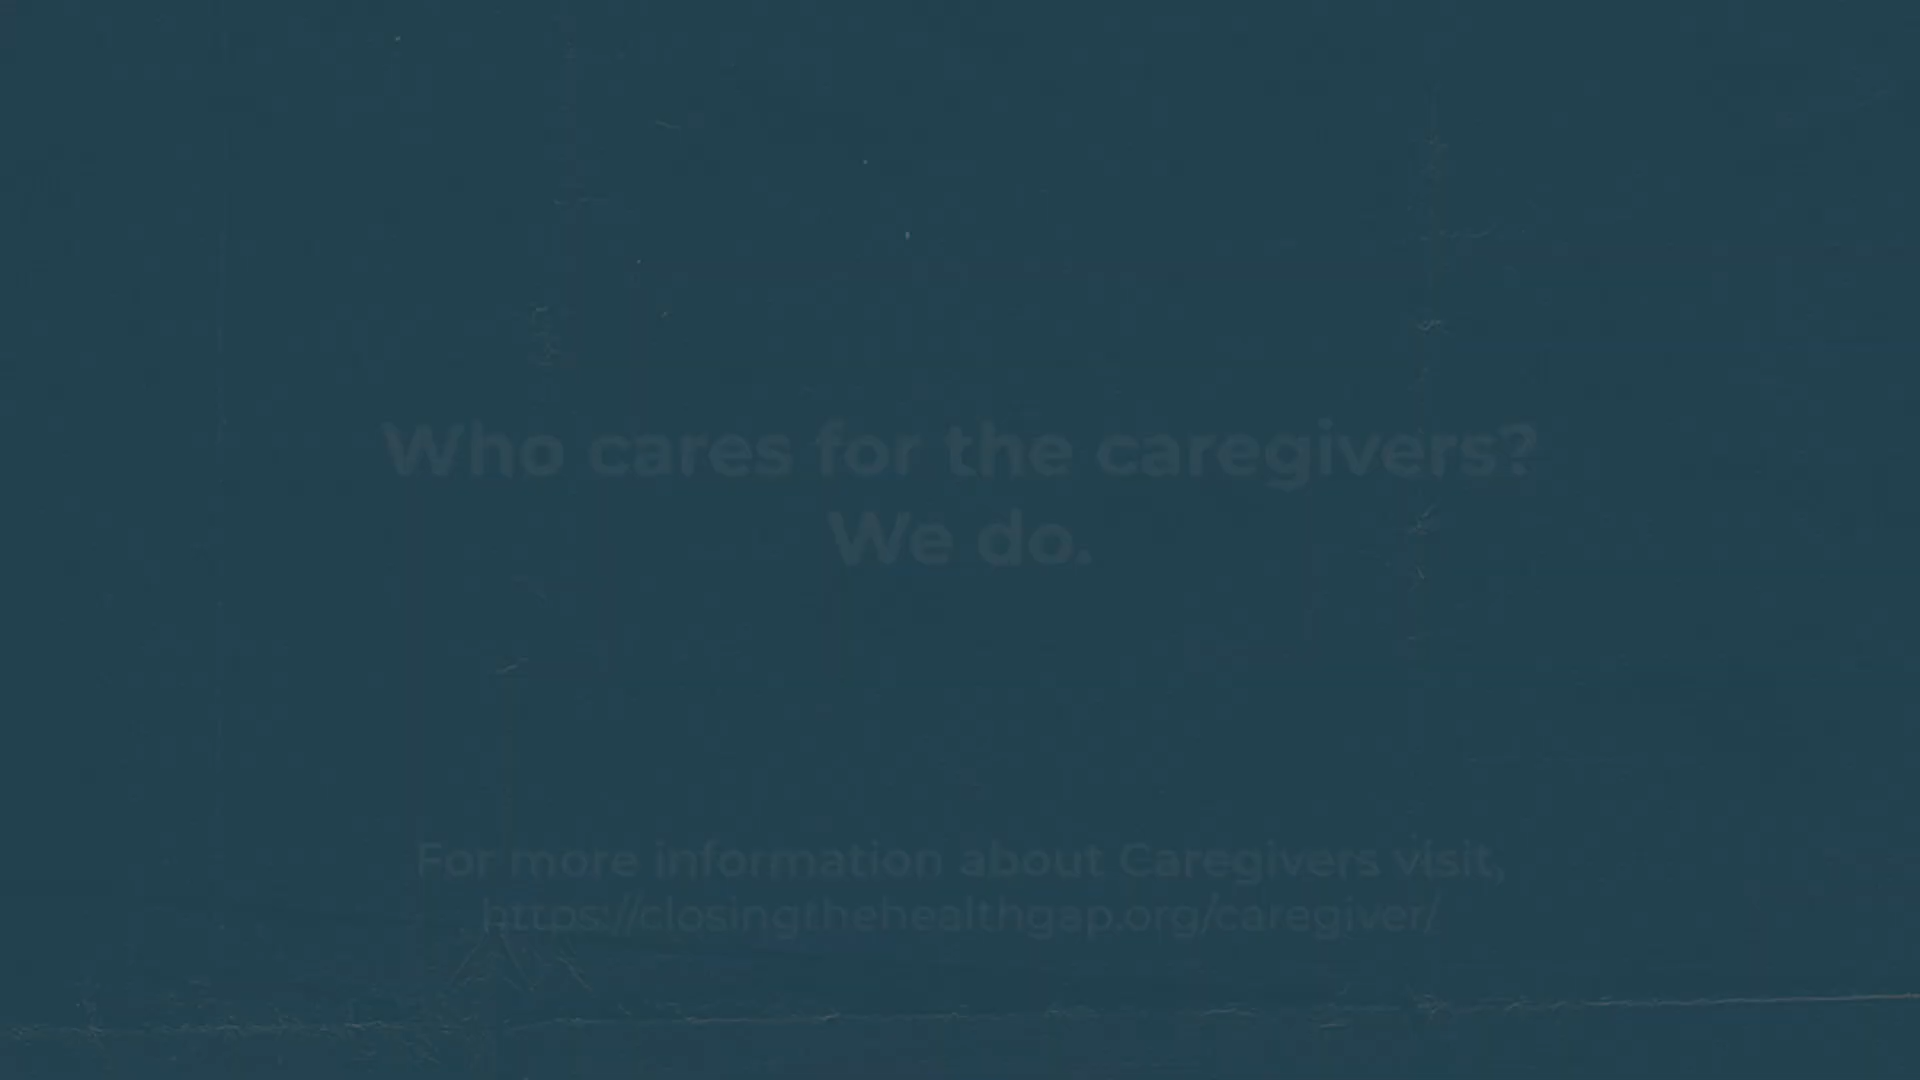 Who cares for the caregivers?
We do.
For more information about Caregivers visit,
https://closingthehealthgap.org/caregiver/